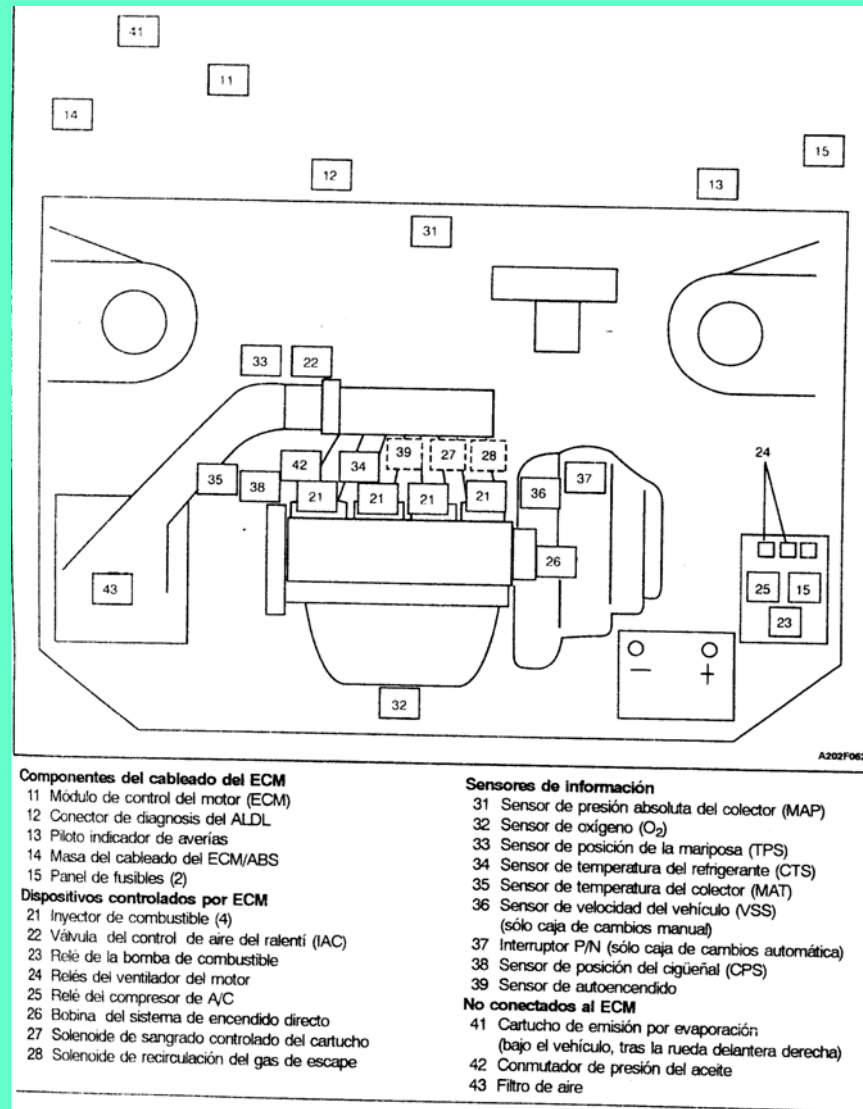 41
11
14
15
12
13
31
33 22
39 27 28
42 34
24
35 38 21 21 21 21 36 37
26
43
25 15
23
− +
32
A202F062
Componentes del cableado del ECM
11 Módulo de control del motor (ECM)
12 Conector de diagnosis del ALDL
13 Piloto indicador de averías
14 Masa del cableado del ECM/ABS
15 Panel de fusibles (2)
Dispositivos controlados por ECM
21 Inyector de combustible (4)
22 Válvula del control de aire del ralentí (IAC)
23 Relé de la bomba de combustible
24 Relés del ventilador del motor
25 Relé del compresor de A/C
26 Bobina del sistema de encendido directo
27 Solenoide de sangrado controlado del cartucho
28 Solenoide de recirculación del gas de escape
Sensores de información
31 Sensor de presión absoluta del colector (MAP)
32 Sensor de oxígeno (O₂)
33 Sensor de posición de la mariposa (TPS)
34 Sensor de temperatura del refrigerante (CTS)
35 Sensor de temperatura del colector (MAT)
36 Sensor de velocidad del vehículo (VSS)
(sólo caja de cambios manual)
37 Interruptor P/N (sólo caja de cambios automática)
38 Sensor de posición del cigüeñal (CPS)
39 Sensor de autoencendido
No conectados al ECM
41 Cartucho de emisión por evaporación
(bajo el vehículo, tras la rueda delantera derecha)
42 Conmutador de presión del aceite
43 Filtro de aire